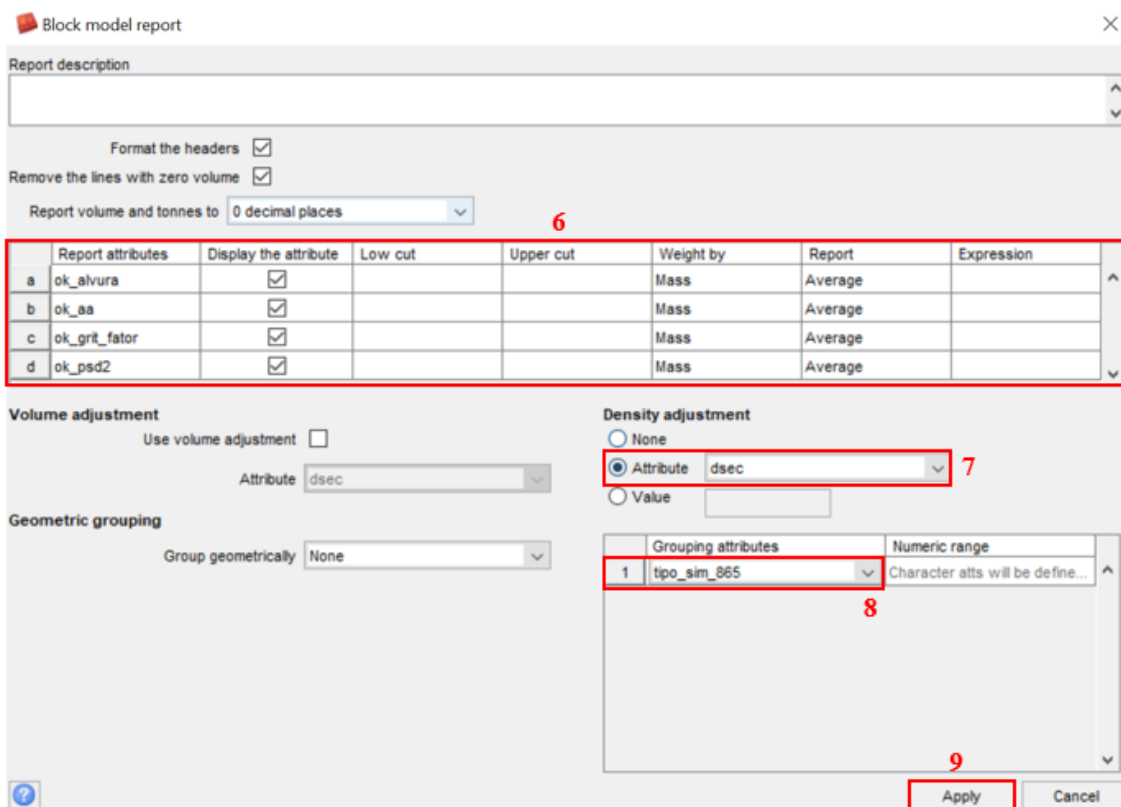 Block model report
Report description
Format the headers
Remove the lines with zero volume
Report volume and tonnes to 0 decimal places
6
Report attributes Display the attribute Low cut Upper cut Weight by Report Expression
a ok_alvura Mass Average
b ok_aa Mass Average
c ok_grit_fator Mass Average
d ok_psd2 Mass Average
Volume adjustment
Use volume adjustment
Attribute dsec
Geometric grouping
Group geometrically None
Density adjustment
None
Attribute dsec 7
Value
Grouping attributes Numeric range
1 tipo_sim_865 Character atts will be define...
8
9
? Apply Cancel